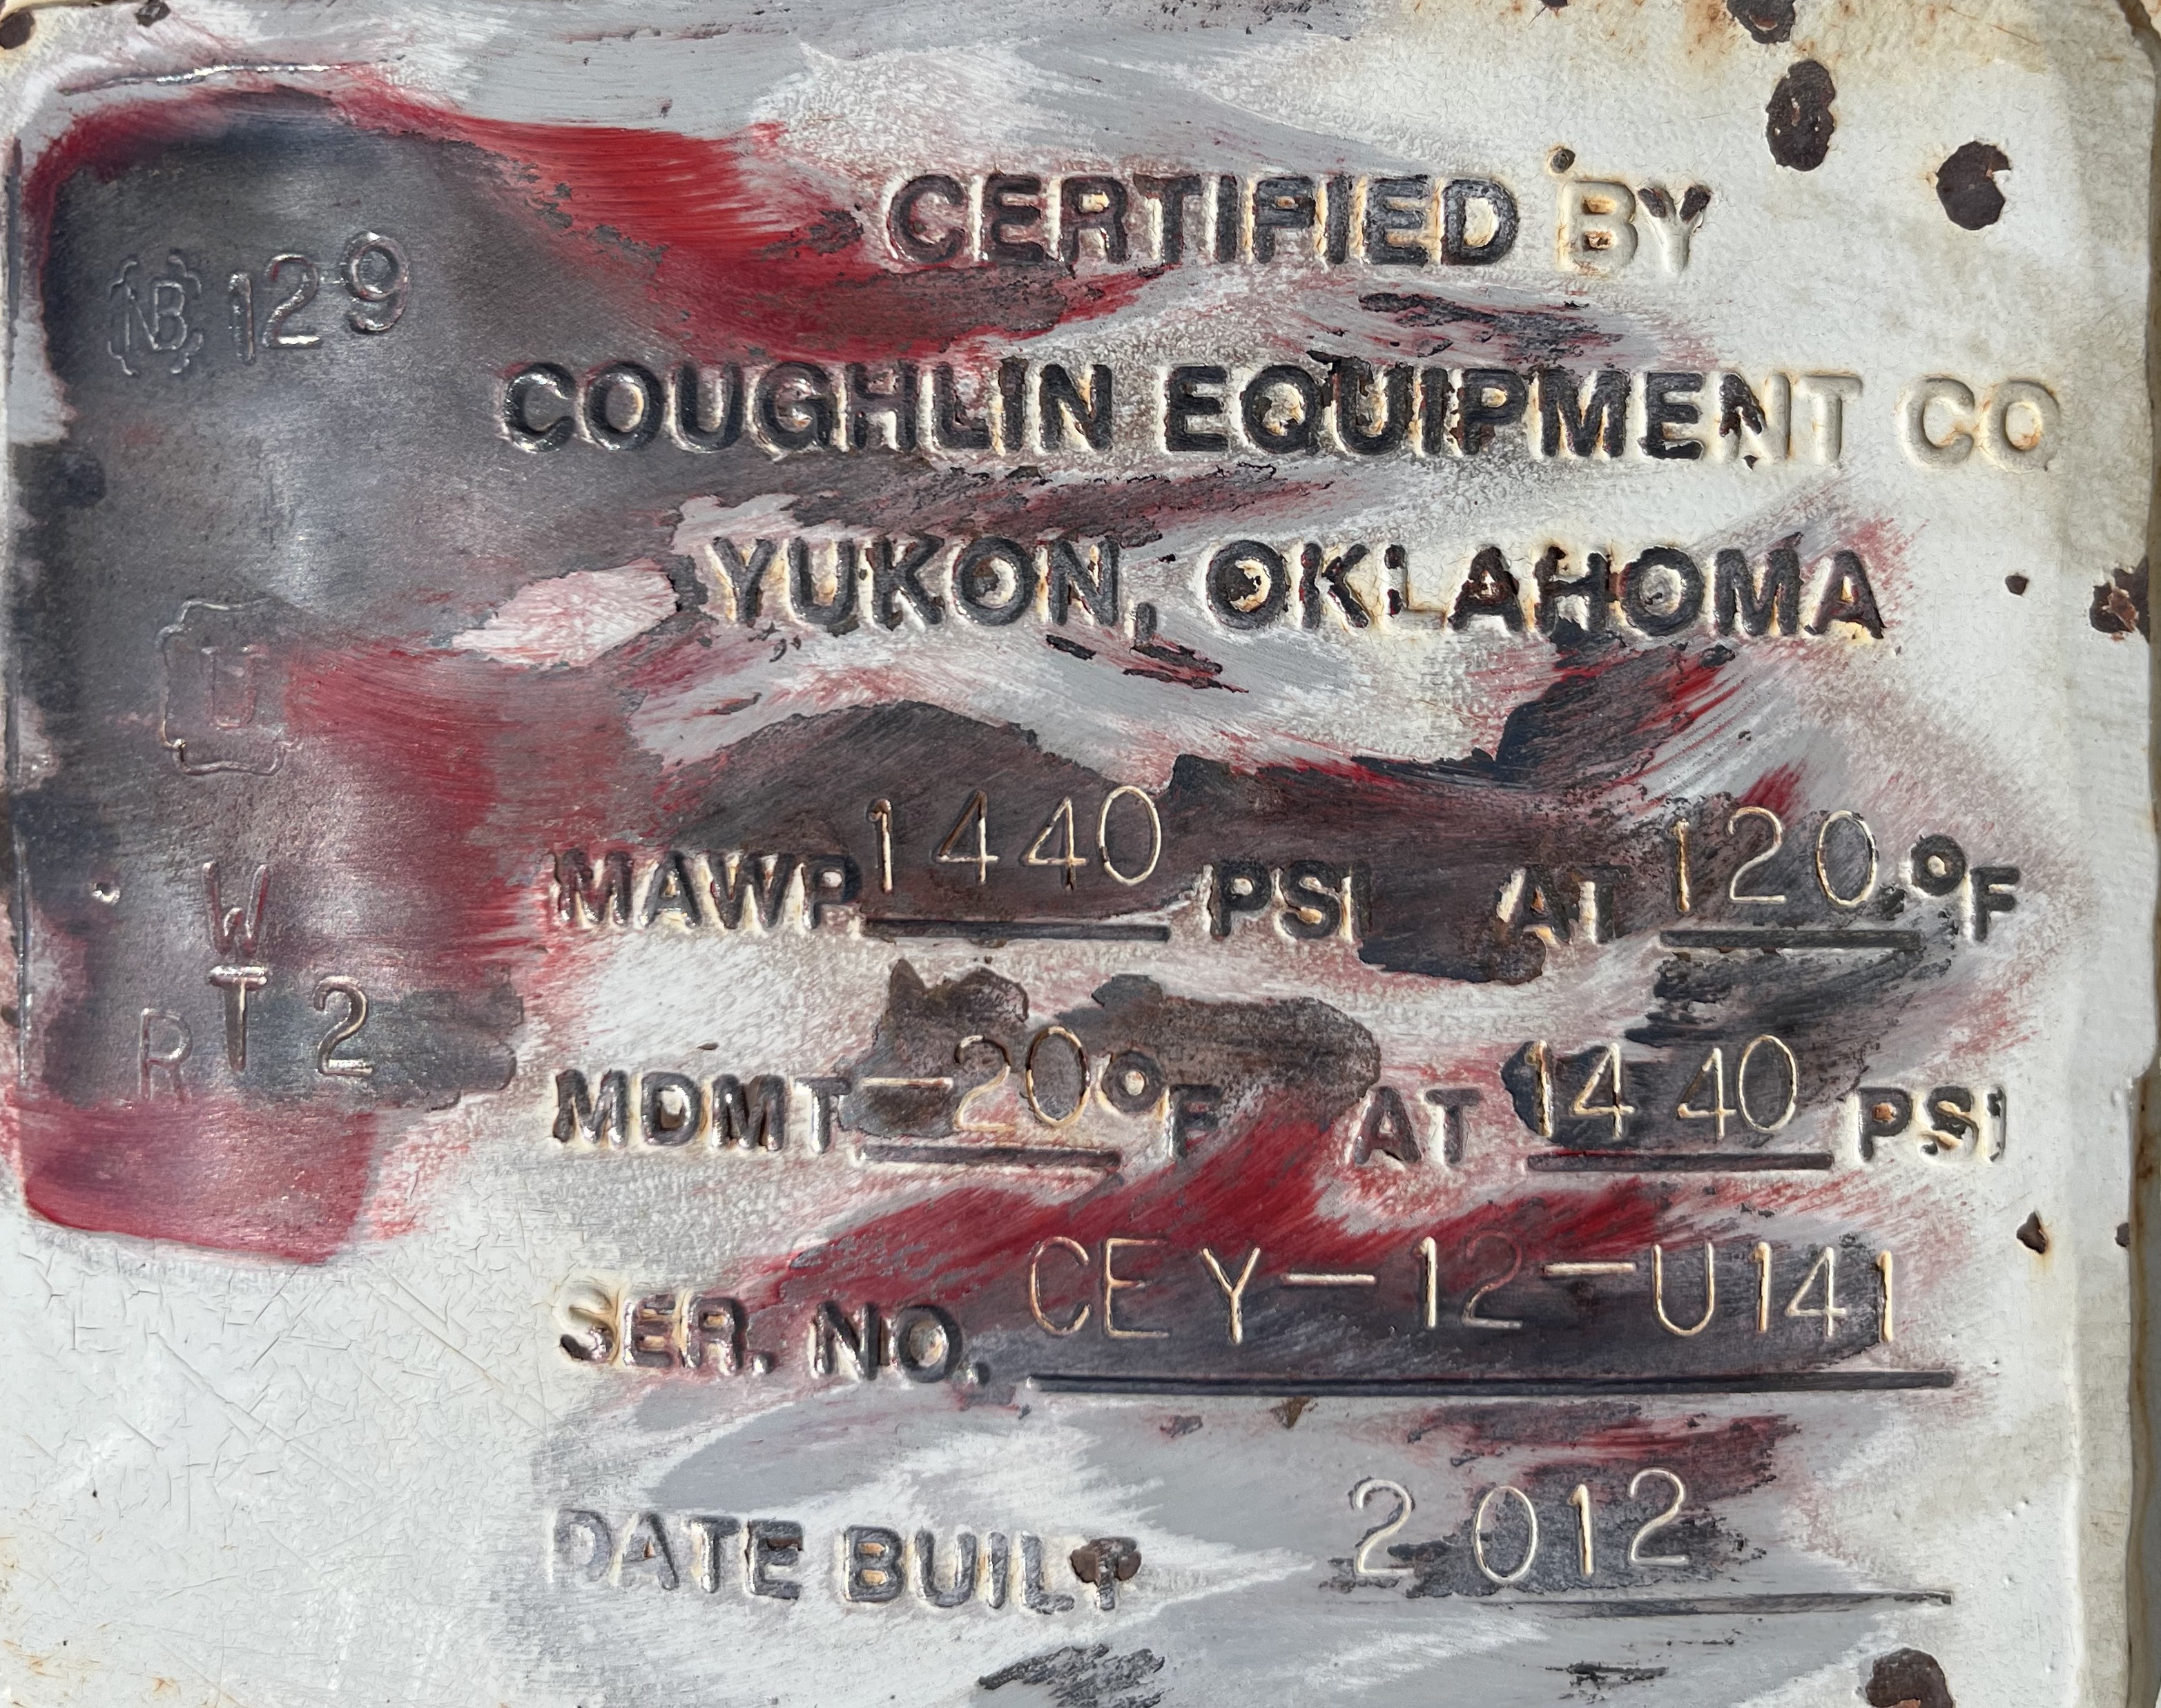 NB 129
CERTIFIED BY
COUGHLIN EQUIPMENT CO
YUKON, OKLAHOMA
U
W
RT 2
MAWP 1440 PSI AT 120 °F
MDMT -20 °F AT 1440 PSI
SER. NO. CEY-12-U141
DATE BUILT 2012